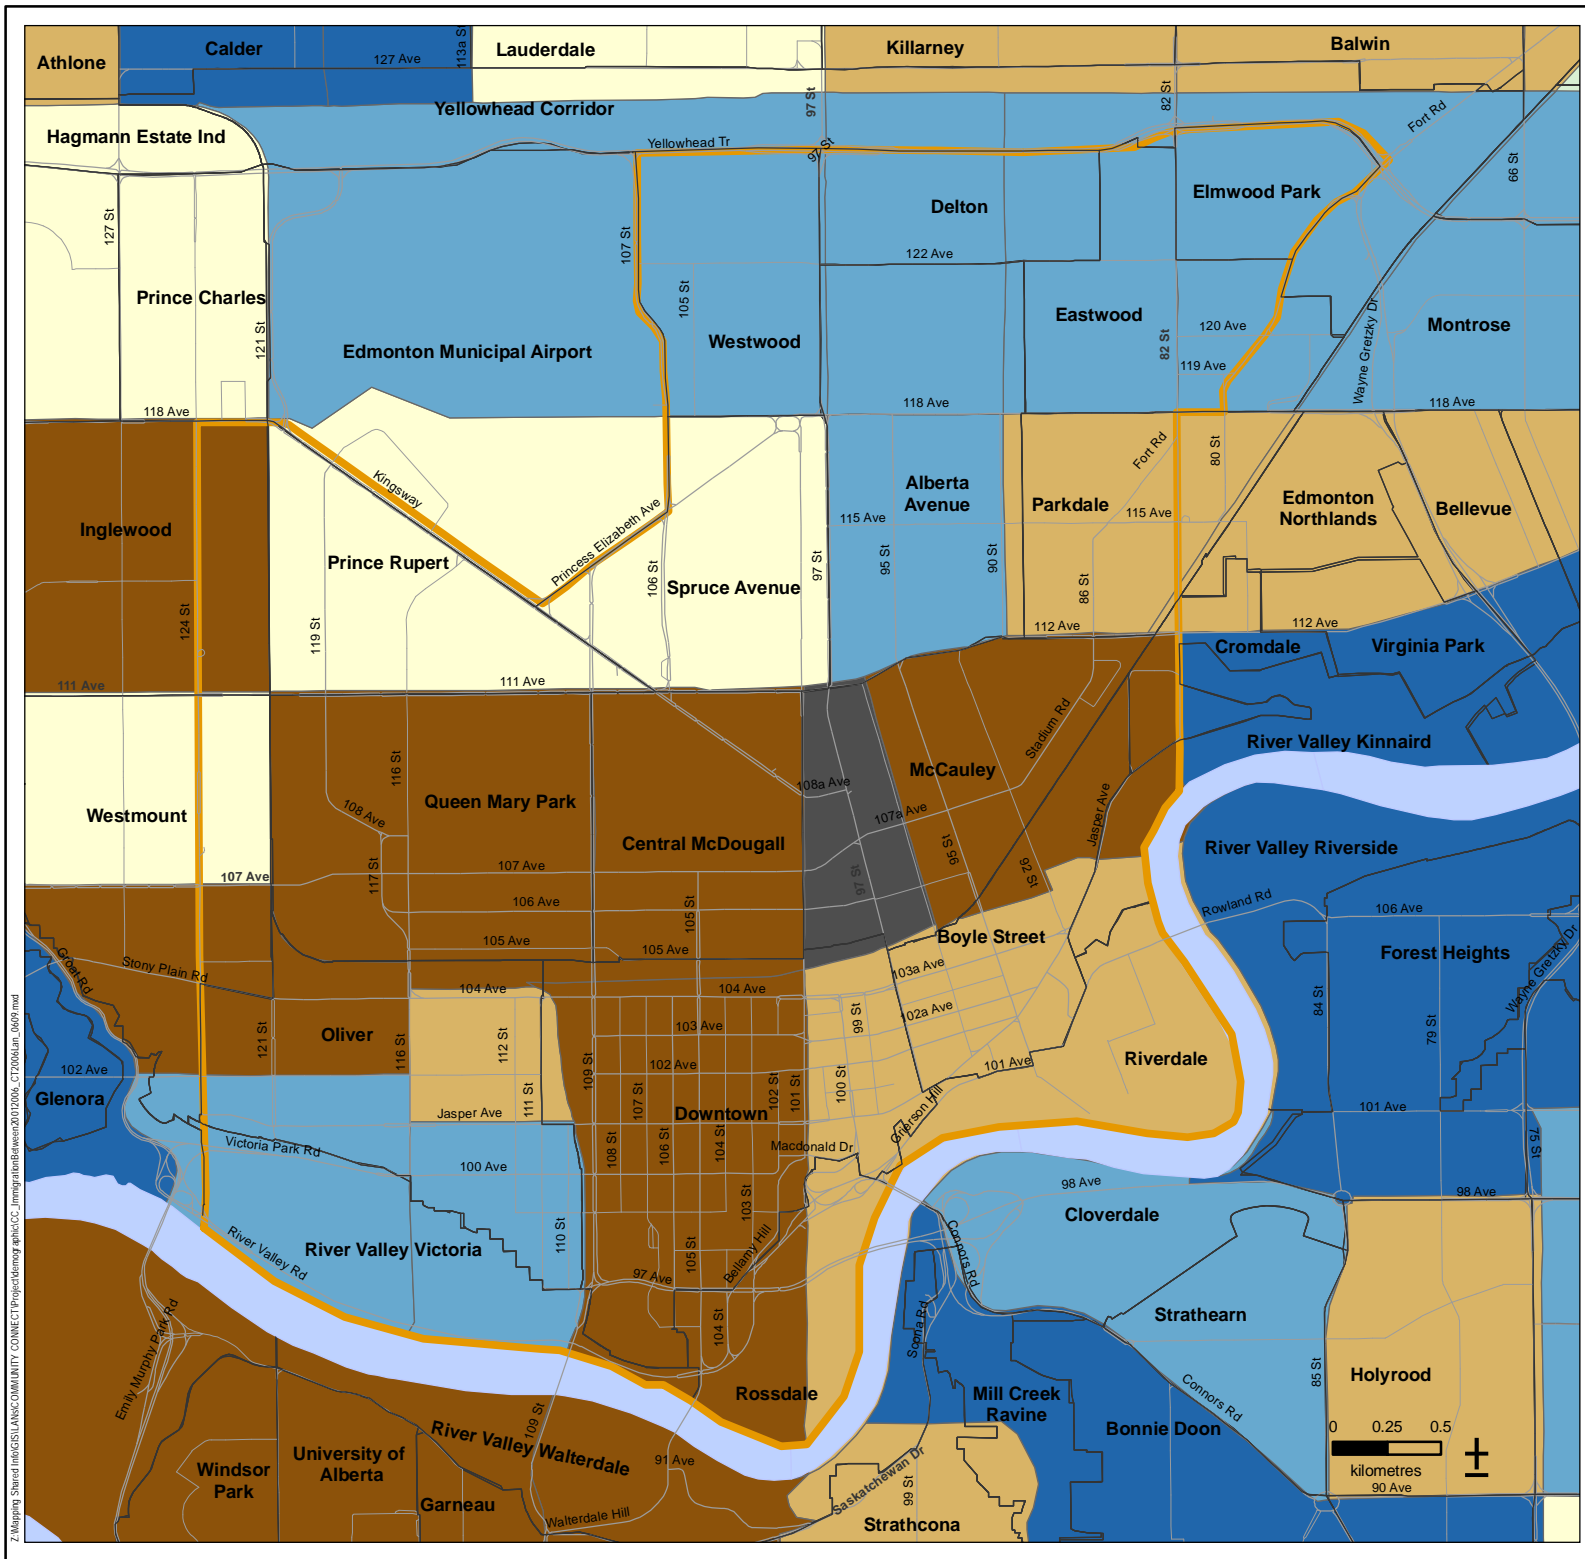 Athlone
Calder
127 Ave
113a St
Lauderdale
Killarney
Balwin
Yellowhead Corridor
97 St
82 St
Fort Rd
Hagmann Estate Ind
Yellowhead Tr
97 St
66 St
127 St
107 St
Delton
Elmwood Park
122 Ave
Prince Charles
121 St
105 St
Edmonton Municipal Airport
Westwood
Eastwood
82 St
120 Ave
119 Ave
Wayne Gretzky Dr
Montrose
118 Ave
118 Ave
118 Ave
Inglewood
Kingsway
Princess Elizabeth Ave
Prince Rupert
106 St
Spruce Avenue
97 St
Alberta
Avenue
115 Ave
95 St
90 St
Parkdale
Fort Rd
80 St
115 Ave
86 St
Edmonton
Northlands
Bellevue
124 St
119 St
112 Ave
112 Ave
Cromdale
Virginia Park
111 Ave
111 Ave
River Valley Kinnaird
Westmount
116 St
108 Ave
Queen Mary Park
Central McDougall
108a Ave
107a Ave
McCauley
Stadium Rd
Jasper Ave
95 St
92 St
97 St
River Valley Riverside
107 Ave
107 Ave
117 St
106 Ave
105 St
105 Ave
105 Ave
Boyle Street
Rowland Rd
106 Ave
Forest Heights
Wayne Gretzky Dr
Groat Rd
Stony Plain Rd
104 Ave
104 Ave
103a Ave
102a Ave
121 St
Oliver
116 St
112 St
103 Ave
99 St
84 St
79 St
102 Ave
Glenora
109 St
102 Ave
102 St
101 St
100 St
101 Ave
Riverdale
111 St
107 St
Downtown
Grierson Hill
101 Ave
Jasper Ave
Victoria Park Rd
100 Ave
108 St
106 St
104 St
Macdonald Dr
75 St
98 Ave
98 Ave
103 St
Cloverdale
River Valley Rd
River Valley Victoria
110 St
97 Ave
105 St
Bellamy Hill
Connors Rd
Scona Rd
Strathearn
Emily Murphy Park Rd
104 St
85 St
Holyrood
Rossdale
Mill Creek
Ravine
Connors Rd
Bonnie Doon
0 0.25 0.5
kilometres
90 Ave
109 St
River Valley Walterdale
91 Ave
University of
Alberta
Windsor
Park
Garneau
Walterdale Hill
Saskatchewan Dr
99 St
Strathcona